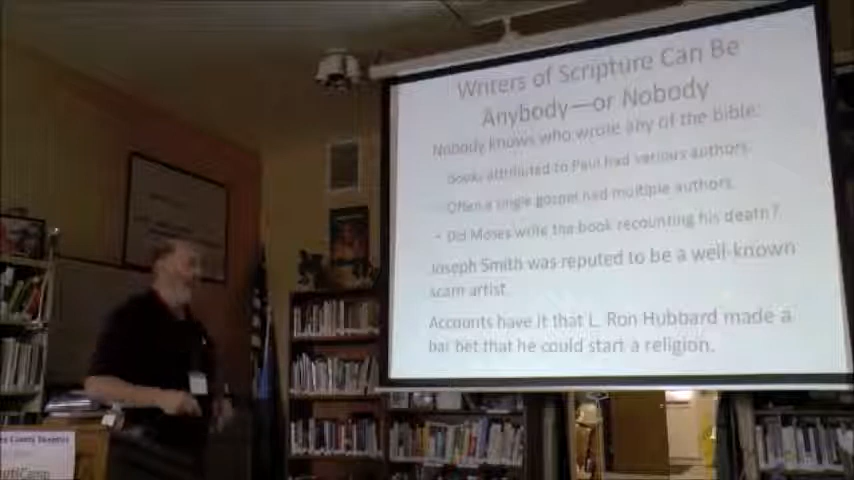 Writers of Scripture Can Be
Anybody—or Nobody
Nobody knows who wrote any of the bible.
Books attributed to Paul had various authors.
Often a single gospel had multiple authors.
Did Moses write the book recounting his death?
Joseph Smith was reputed to be a well-known
scam artist.
Accounts have it that L. Ron Hubbard made a
bar bet that he could start a religion.
County